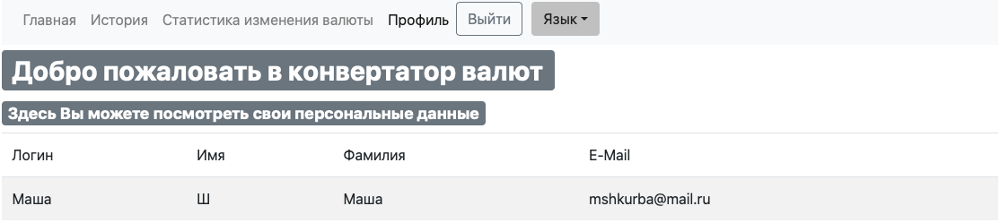 Главная История Статистика изменения валюты Профиль Выйти Язык
Добро пожаловать в конвертатор валют
Здесь Вы можете посмотреть свои персональные данные
Логин Имя Фамилия E-Mail
Маша Ш Маша mshkurba@mail.ru